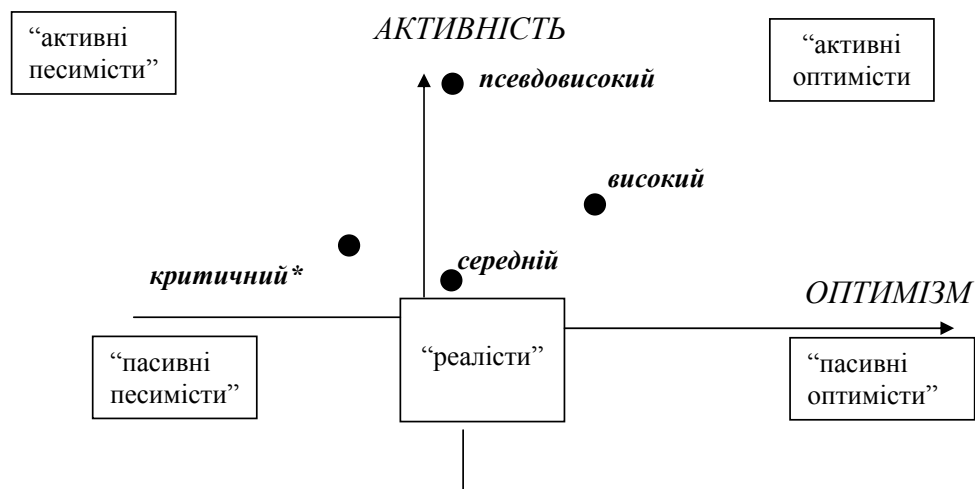 “активні
песимісти”
АКТИВНІСТЬ
“активні
оптимісти
псевдовисокий
високий
критичний*
середній
ОПТИМІЗМ
“пасивні
песимісти”
“реалісти”
“пасивні
оптимісти”